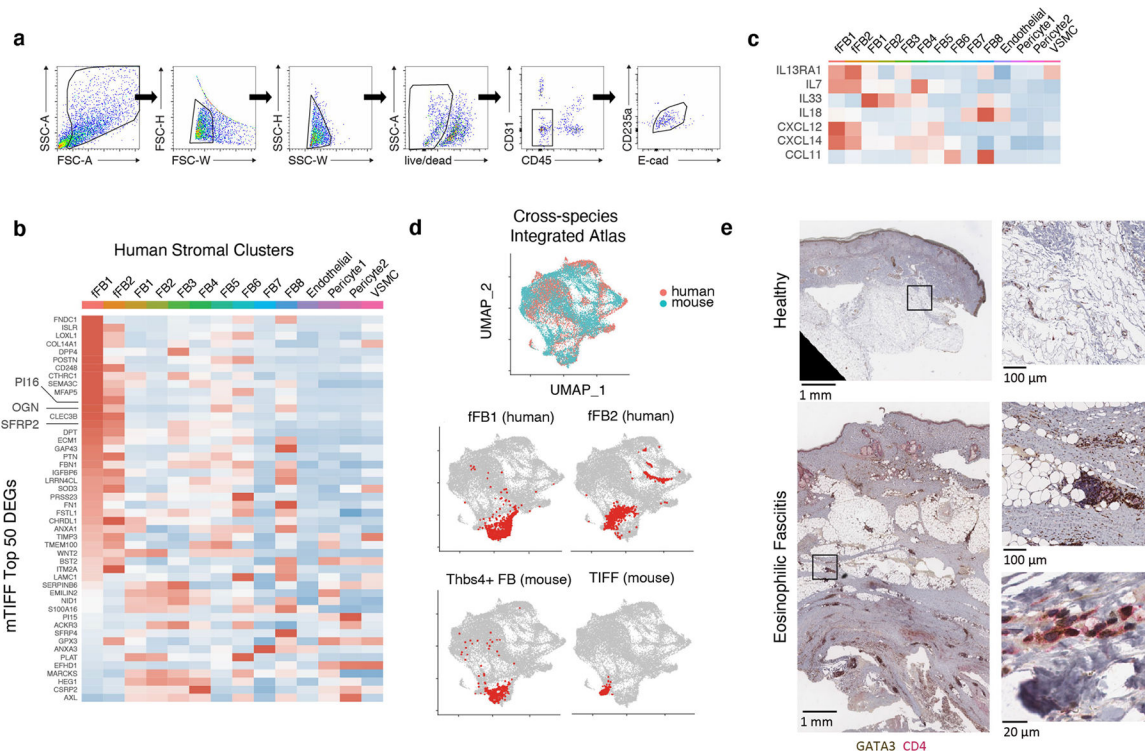 a
SSC-A
FSC-A
FSC-H
FSC-W
SSC-H
SSC-W
SSC-A
live/dead
CD31
CD45
CD235a
E-cad
c
fFB1 fFB2 FB1 FB2 FB3 FB4 FB5 FB6 FB7 FB8 Endothelial Pericyte1 Pericyte2 VSMC
IL13RA1
IL7
IL33
IL18
CXCL12
CXCL14
CCL11
b
Human Stromal Clusters
fFB1 fFB2 FB1 FB2 FB3 FB4 FB5 FB6 FB7 FB8 Endothelial Pericyte1 Pericyte2 VSMC
mTIFF Top 50 DEGs
FNDC1
ISLR
LOXL1
COL14A1
DPP4
POSTN
CD248
CTHRC1
SEMA3C
MFAP5
PI16
OGN
CLEC3B
SFRP2
DPT
ECM1
GAP43
PTN
FBN1
IGFBP6
LRRN4CL
SOD3
PRSS23
FN1
FSTL1
CHRDL1
ANXA1
TIMP3
TMEM100
WNT2
BST2
ITM2A
LAMC1
SERPINB6
EMILIN2
NID1
S100A16
PI15
ACKR3
SFRP4
GPX3
ANXA3
PLAT
EFHD1
MARCKS
HEG1
CSRP2
AXL
d
Cross-species
Integrated Atlas
human
mouse
UMAP_2
UMAP_1
fFB1 (human)
fFB2 (human)
Thbs4+ FB (mouse)
TIFF (mouse)
e
Healthy
1 mm
100 µm
Eosinophilic Fasciitis
1 mm
100 µm
20 µm
GATA3 CD4